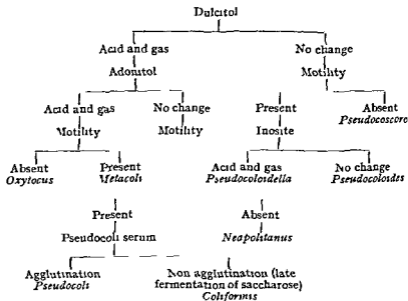 Dulcitol
Acid and gas
No change
Adonitol
Motility
Acid and gas
No change
Present
Absent
Pseudocoscoro
Motility
Motility
Inosite
Absent
Present
Acid and gas
No change
Oxytocus
Metacoli
Pseudocoloidella
Pseudocoloides
Present
Absent
Pseudocoli serum
Neapolitanus
Agglutination
Non agglutination (late
Pseudocoli
fermentation of saccharose)
Coliformis